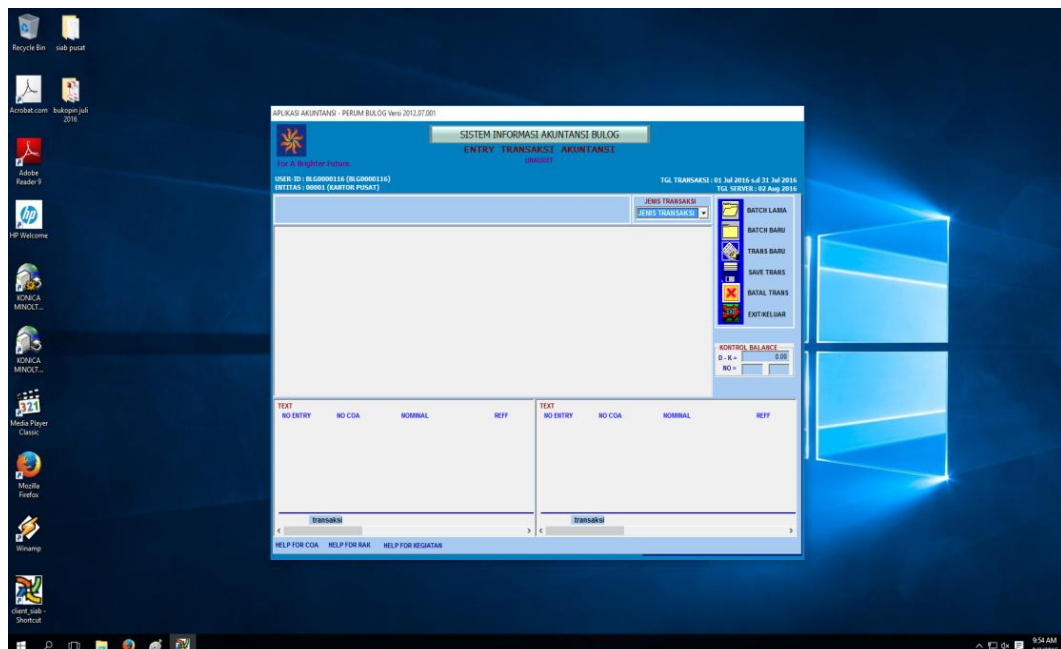 Recycle Bin
siab pusat
Acrobat.com
bukopin juli
2016
Adobe
Reader 9
HP Welcome
KONICA
MINOLT...
KONICA
MINOLT...
Media Player
Classic
Mozilla
Firefox
Winamp
client_siab -
Shortcut
APLIKASI AKUNTANSI - PERUM BULOG Versi 2012.07.001
SISTEM INFORMASI AKUNTANSI BULOG
ENTRY TRANSAKSI AKUNTANSI
UNAUDIT
For A Brighter Future
USER-ID : BLG0000116 (BLG0000116)
ENTITAS : 00001 (KANTOR PUSAT)
TGL TRANSAKSI : 01 Jul 2016 s.d 31 Jul 2016
TGL SERVER : 02 Aug 2016
JENIS TRANSAKSI
JENIS TRANSAKSI
BATCH LAMA
BATCH BARU
TRANS BARU
SAVE TRANS
BATAL TRANS
EXIT/KELUAR
KONTROL BALANCE
D - K = 0.00
NO =
TEXT
NO ENTRY NO COA NOMINAL REFF
transaksi
TEXT
NO ENTRY NO COA NOMINAL REFF
transaksi
HELP FOR COA HELP FOR RAK HELP FOR KEGIATAN
9:54 AM